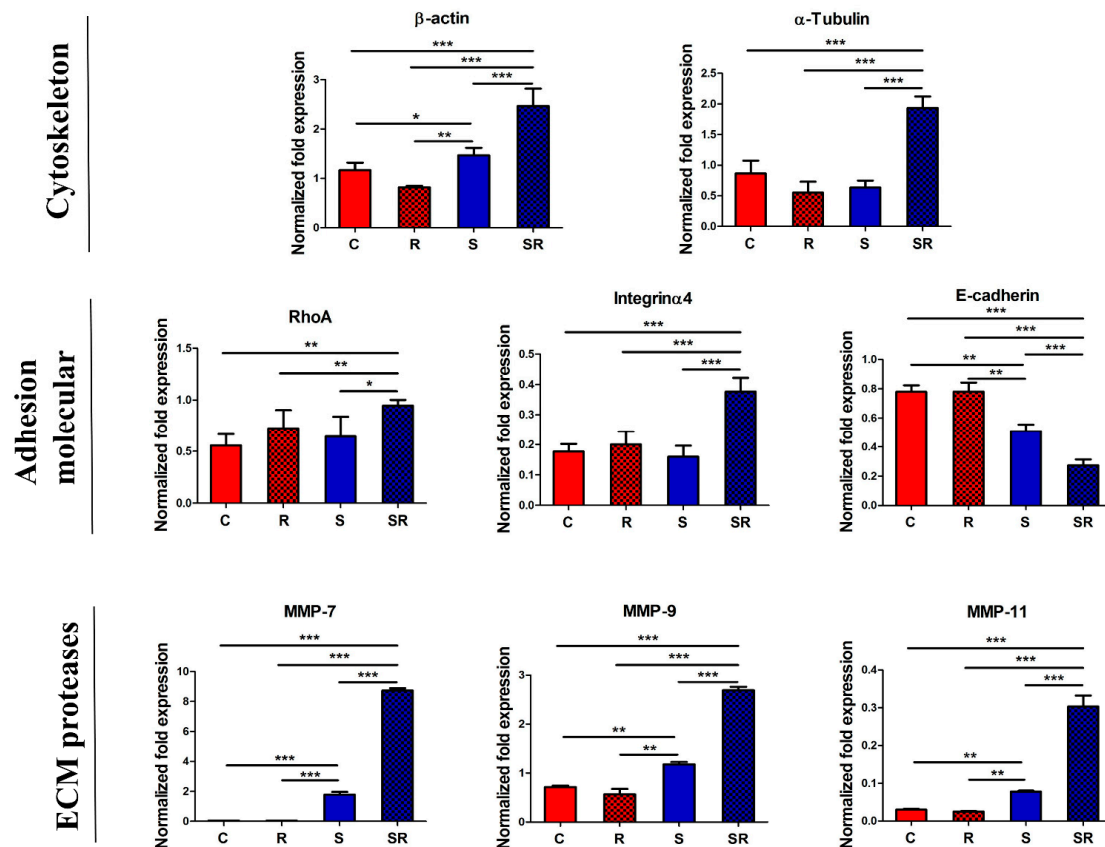 Cytoskeleton
β-actin
***
***
***
*
**
Normalized fold expression
3
2
1
0
C R S SR
α-Tubulin
***
***
***
Normalized fold expression
2.5
2.0
1.5
1.0
0.5
0.0
C R S SR
Adhesion
molecular
RhoA
**
**
*
Normalized fold expression
1.5
1.0
0.5
0.0
C R S SR
Integrinα4
***
***
***
Normalized fold expression
0.5
0.4
0.3
0.2
0.1
0.0
C R S SR
E-cadherin
***
***
***
**
**
Normalized fold expression
1.0
0.8
0.6
0.4
0.2
0.0
C R S SR
ECM proteases
MMP-7
***
***
***
***
***
Normalized fold expression
10
8
6
4
2
0
C R S SR
MMP-9
***
***
***
**
**
Normalized fold expression
3
2
1
0
C R S SR
MMP-11
***
***
***
**
**
Normalized fold expression
0.4
0.3
0.2
0.1
0.0
C R S SR